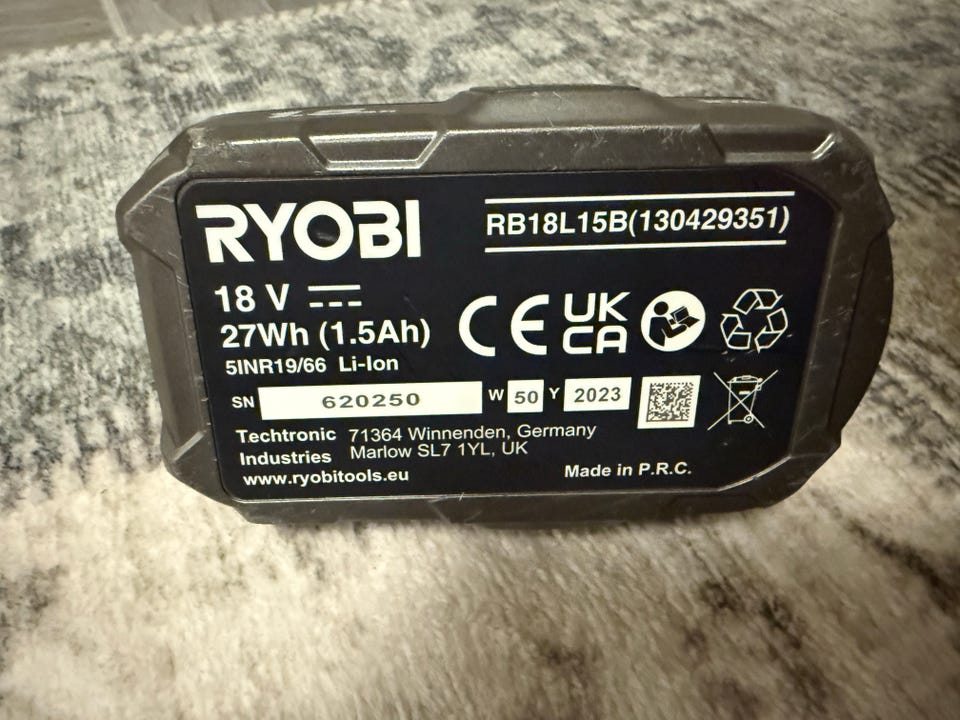 RYOBI
RB18L15B(130429351)
18 V
27Wh (1.5Ah)
CE
UK
CA
5INR19/66 Li-Ion
SN 620250 W 50 Y 2023
Techtronic Industries
71364 Winnenden, Germany
Marlow SL7 1YL, UK
www.ryobitools.eu
Made in P.R.C.